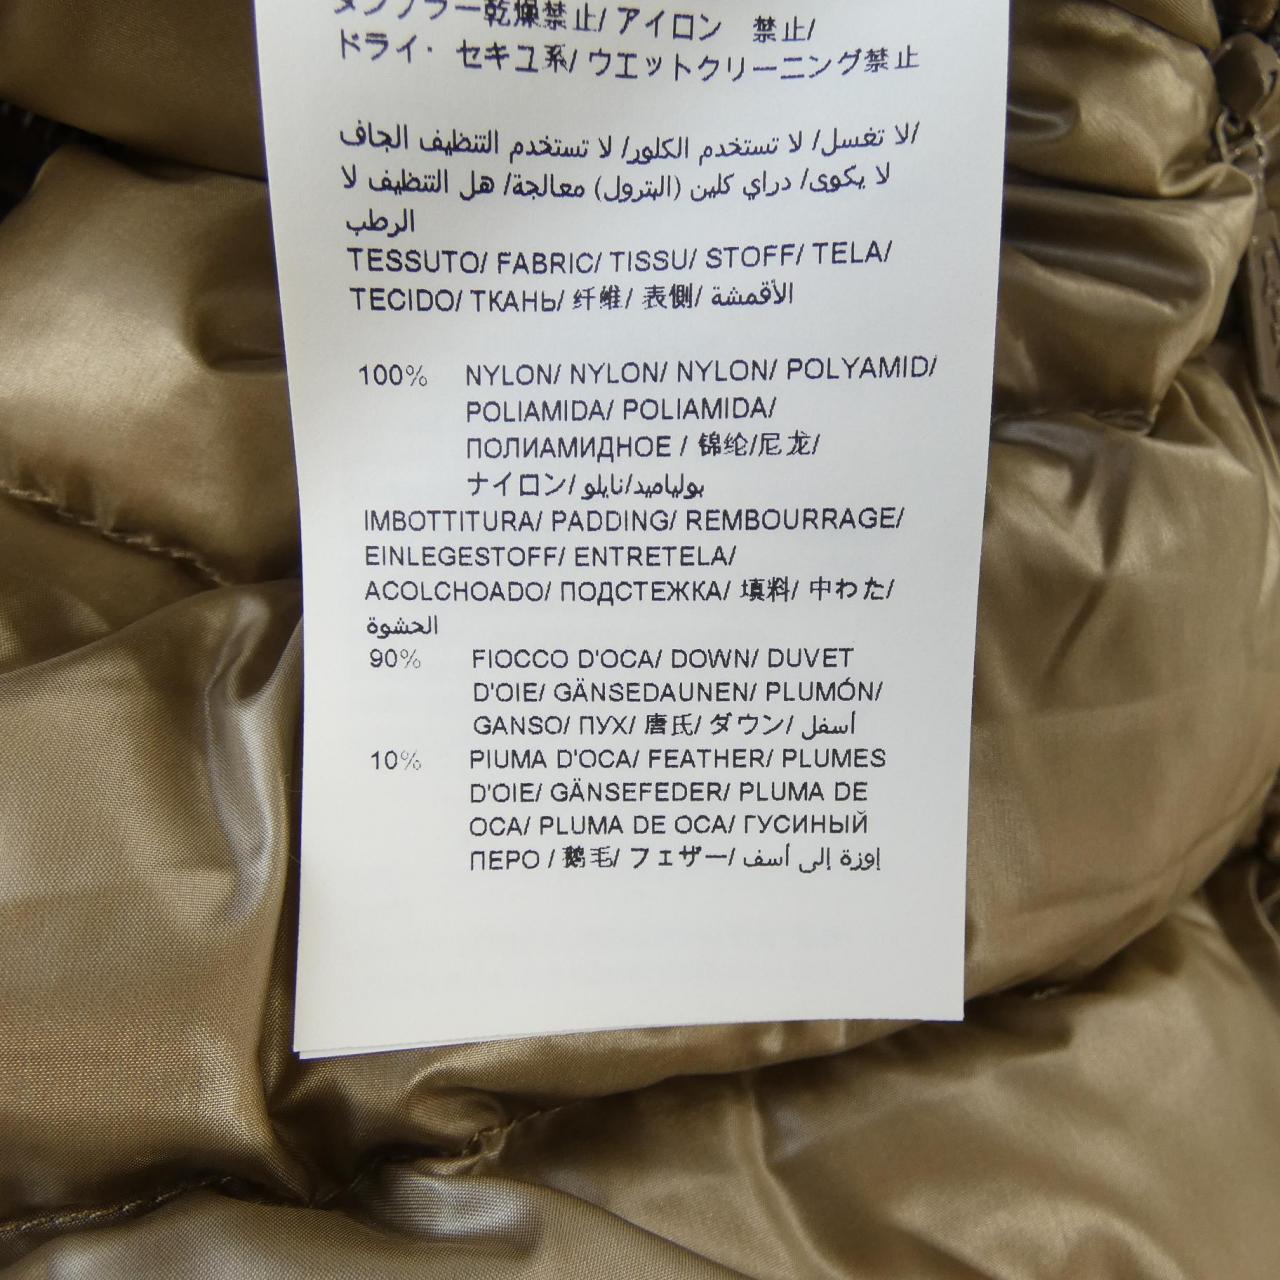 タンブラー乾燥禁止/ アイロン 禁止/
ドライ・ セキユ系/ ウエットクリーニング禁止
لا تغسل/ لا تستخدم الكلور/ لا تستخدم التنظيف الجاف/
لا يكوى/ دراي كلين (البترول) معالجة/ هل التنظيف لا
الرطب
TESSUTO/ FABRIC/ TISSU/ STOFF/ TELA/
TECIDO/ ТКАНЬ/ 纤维/ 表側/ الأقمشة
100% NYLON/ NYLON/ NYLON/ POLYAMID/
POLIAMIDA/ POLIAMIDA/
ПОЛИАМИДНОЕ / 锦纶/尼龙/
ナイロン/ بولياميد/نايلو
IMBOTTITURA/ PADDING/ REMBOURRAGE/
EINLEGESTOFF/ ENTRETELA/
ACOLCHOADO/ ПОДСТЕЖКА/ 填料/ 中わた/
الحشوة
90% FIOCCO D'OCA/ DOWN/ DUVET
D'OIE/ GÄNSEDAUNEN/ PLUMÓN/
GANSO/ ПУХ/ 唐氏/ ダウン/ أسفل
10% PIUMA D'OCA/ FEATHER/ PLUMES
D'OIE/ GÄNSEFEDER/ PLUMA DE
OCA/ PLUMA DE OCA/ ГУСИНЫЙ
ПЕРО / 鹅毛/ フェザー/ إوزة إلى أسف